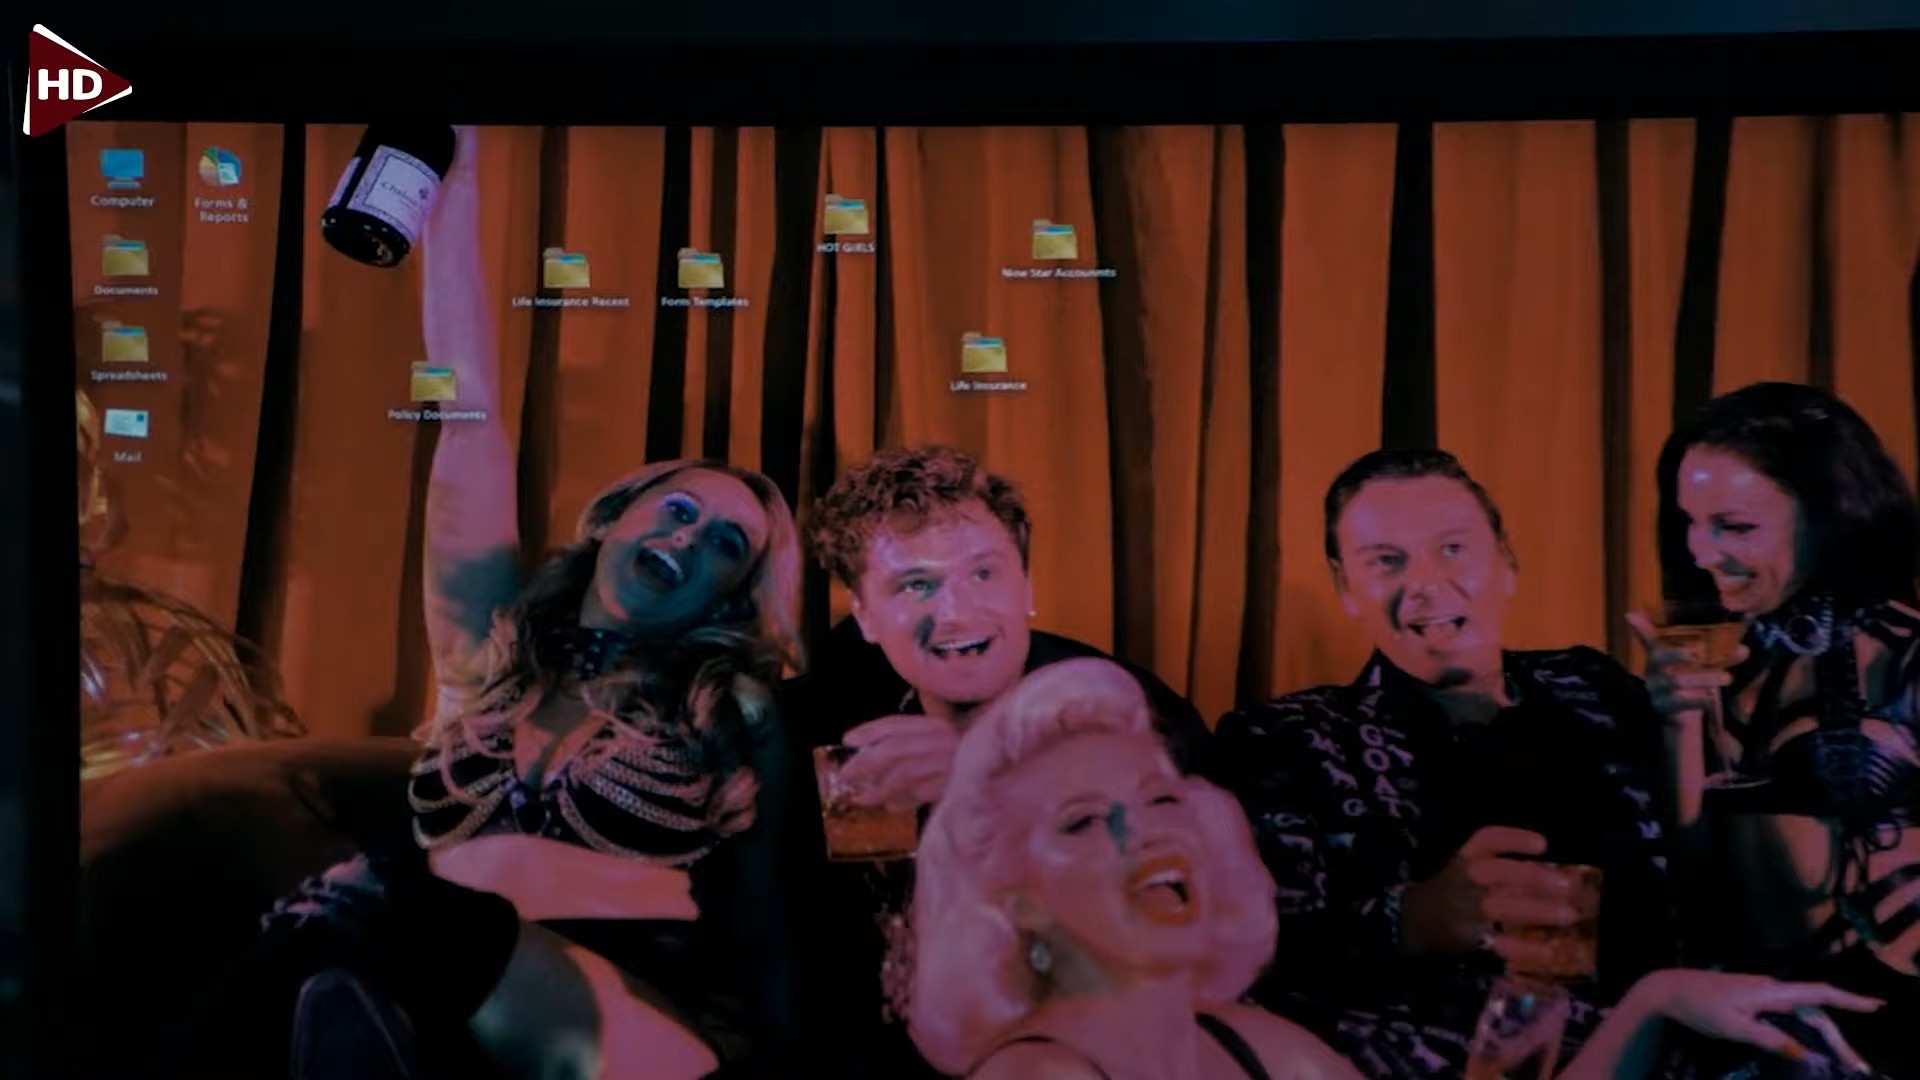 HD
Computer
Forms &
Reports
Documents
Spreadsheets
Mail
Policy Documents
Life Insurance Recent
Form Templates
HOT GIRLS
Nine Star Accounmts
Life Insurance
GOAT